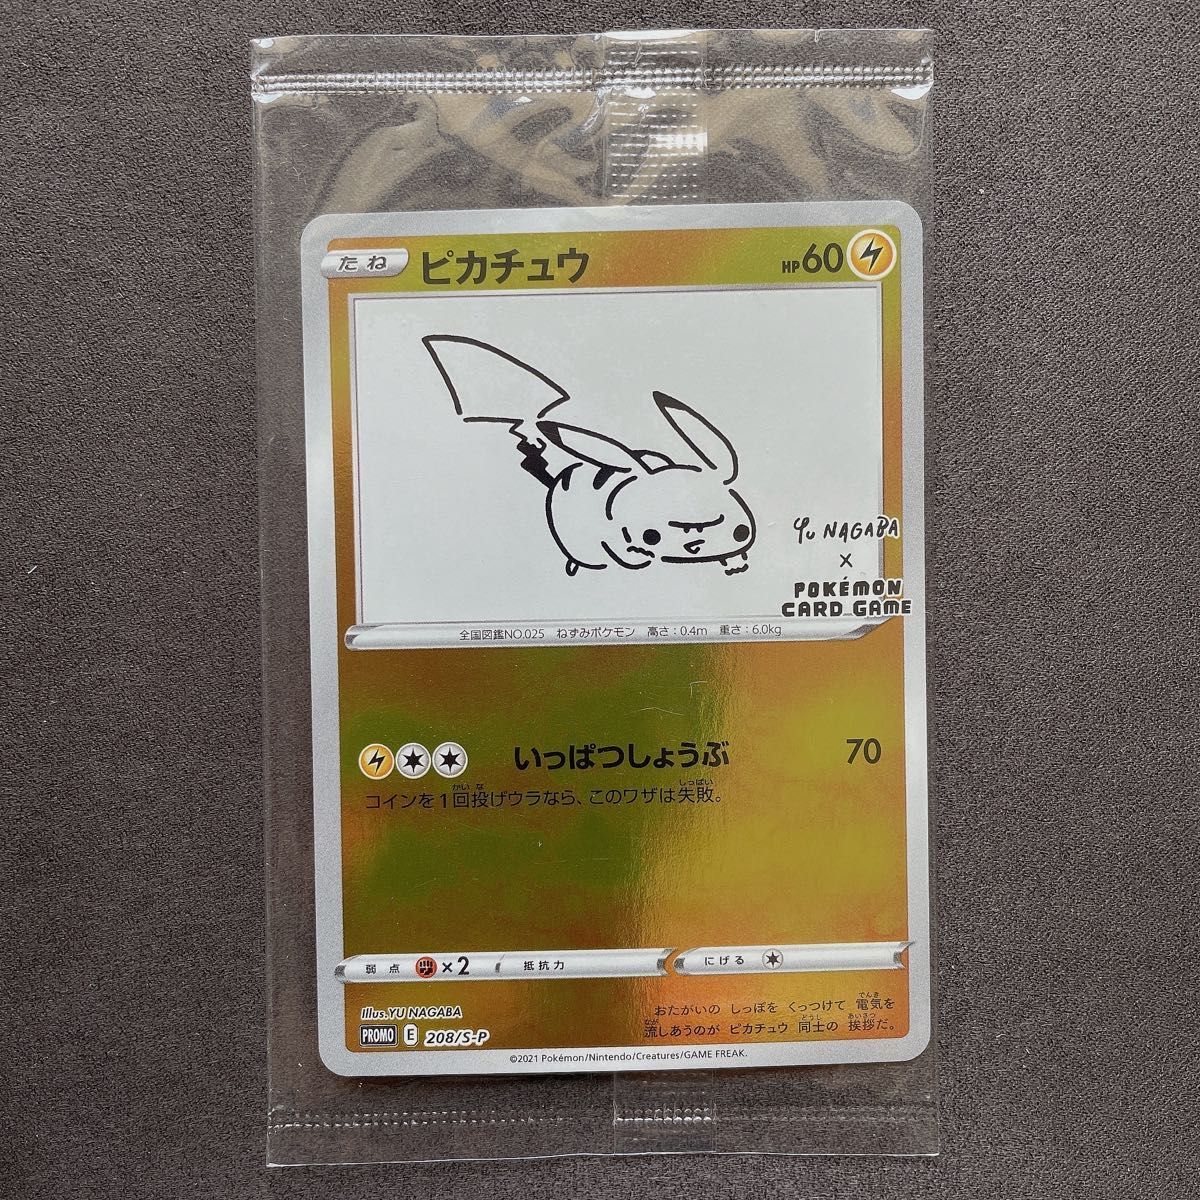 たね ピカチュウ HP60
YU NAGABA
×
POKÉMON
CARD GAME
全国図鑑NO.025 ねずみポケモン 高さ:0.4m 重さ:6.0kg
いっぱつしょうぶ 70
コインを1回投げウラなら、このワザは失敗。
弱点 ×2 抵抗力 にげる
Illus.YU NAGABA
おたがいの しっぽを くっつけて 電気を
流しあうのが ピカチュウ 同士の 挨拶だ。
PROMO E 208/S-P
©2021 Pokémon/Nintendo/Creatures/GAME FREAK.